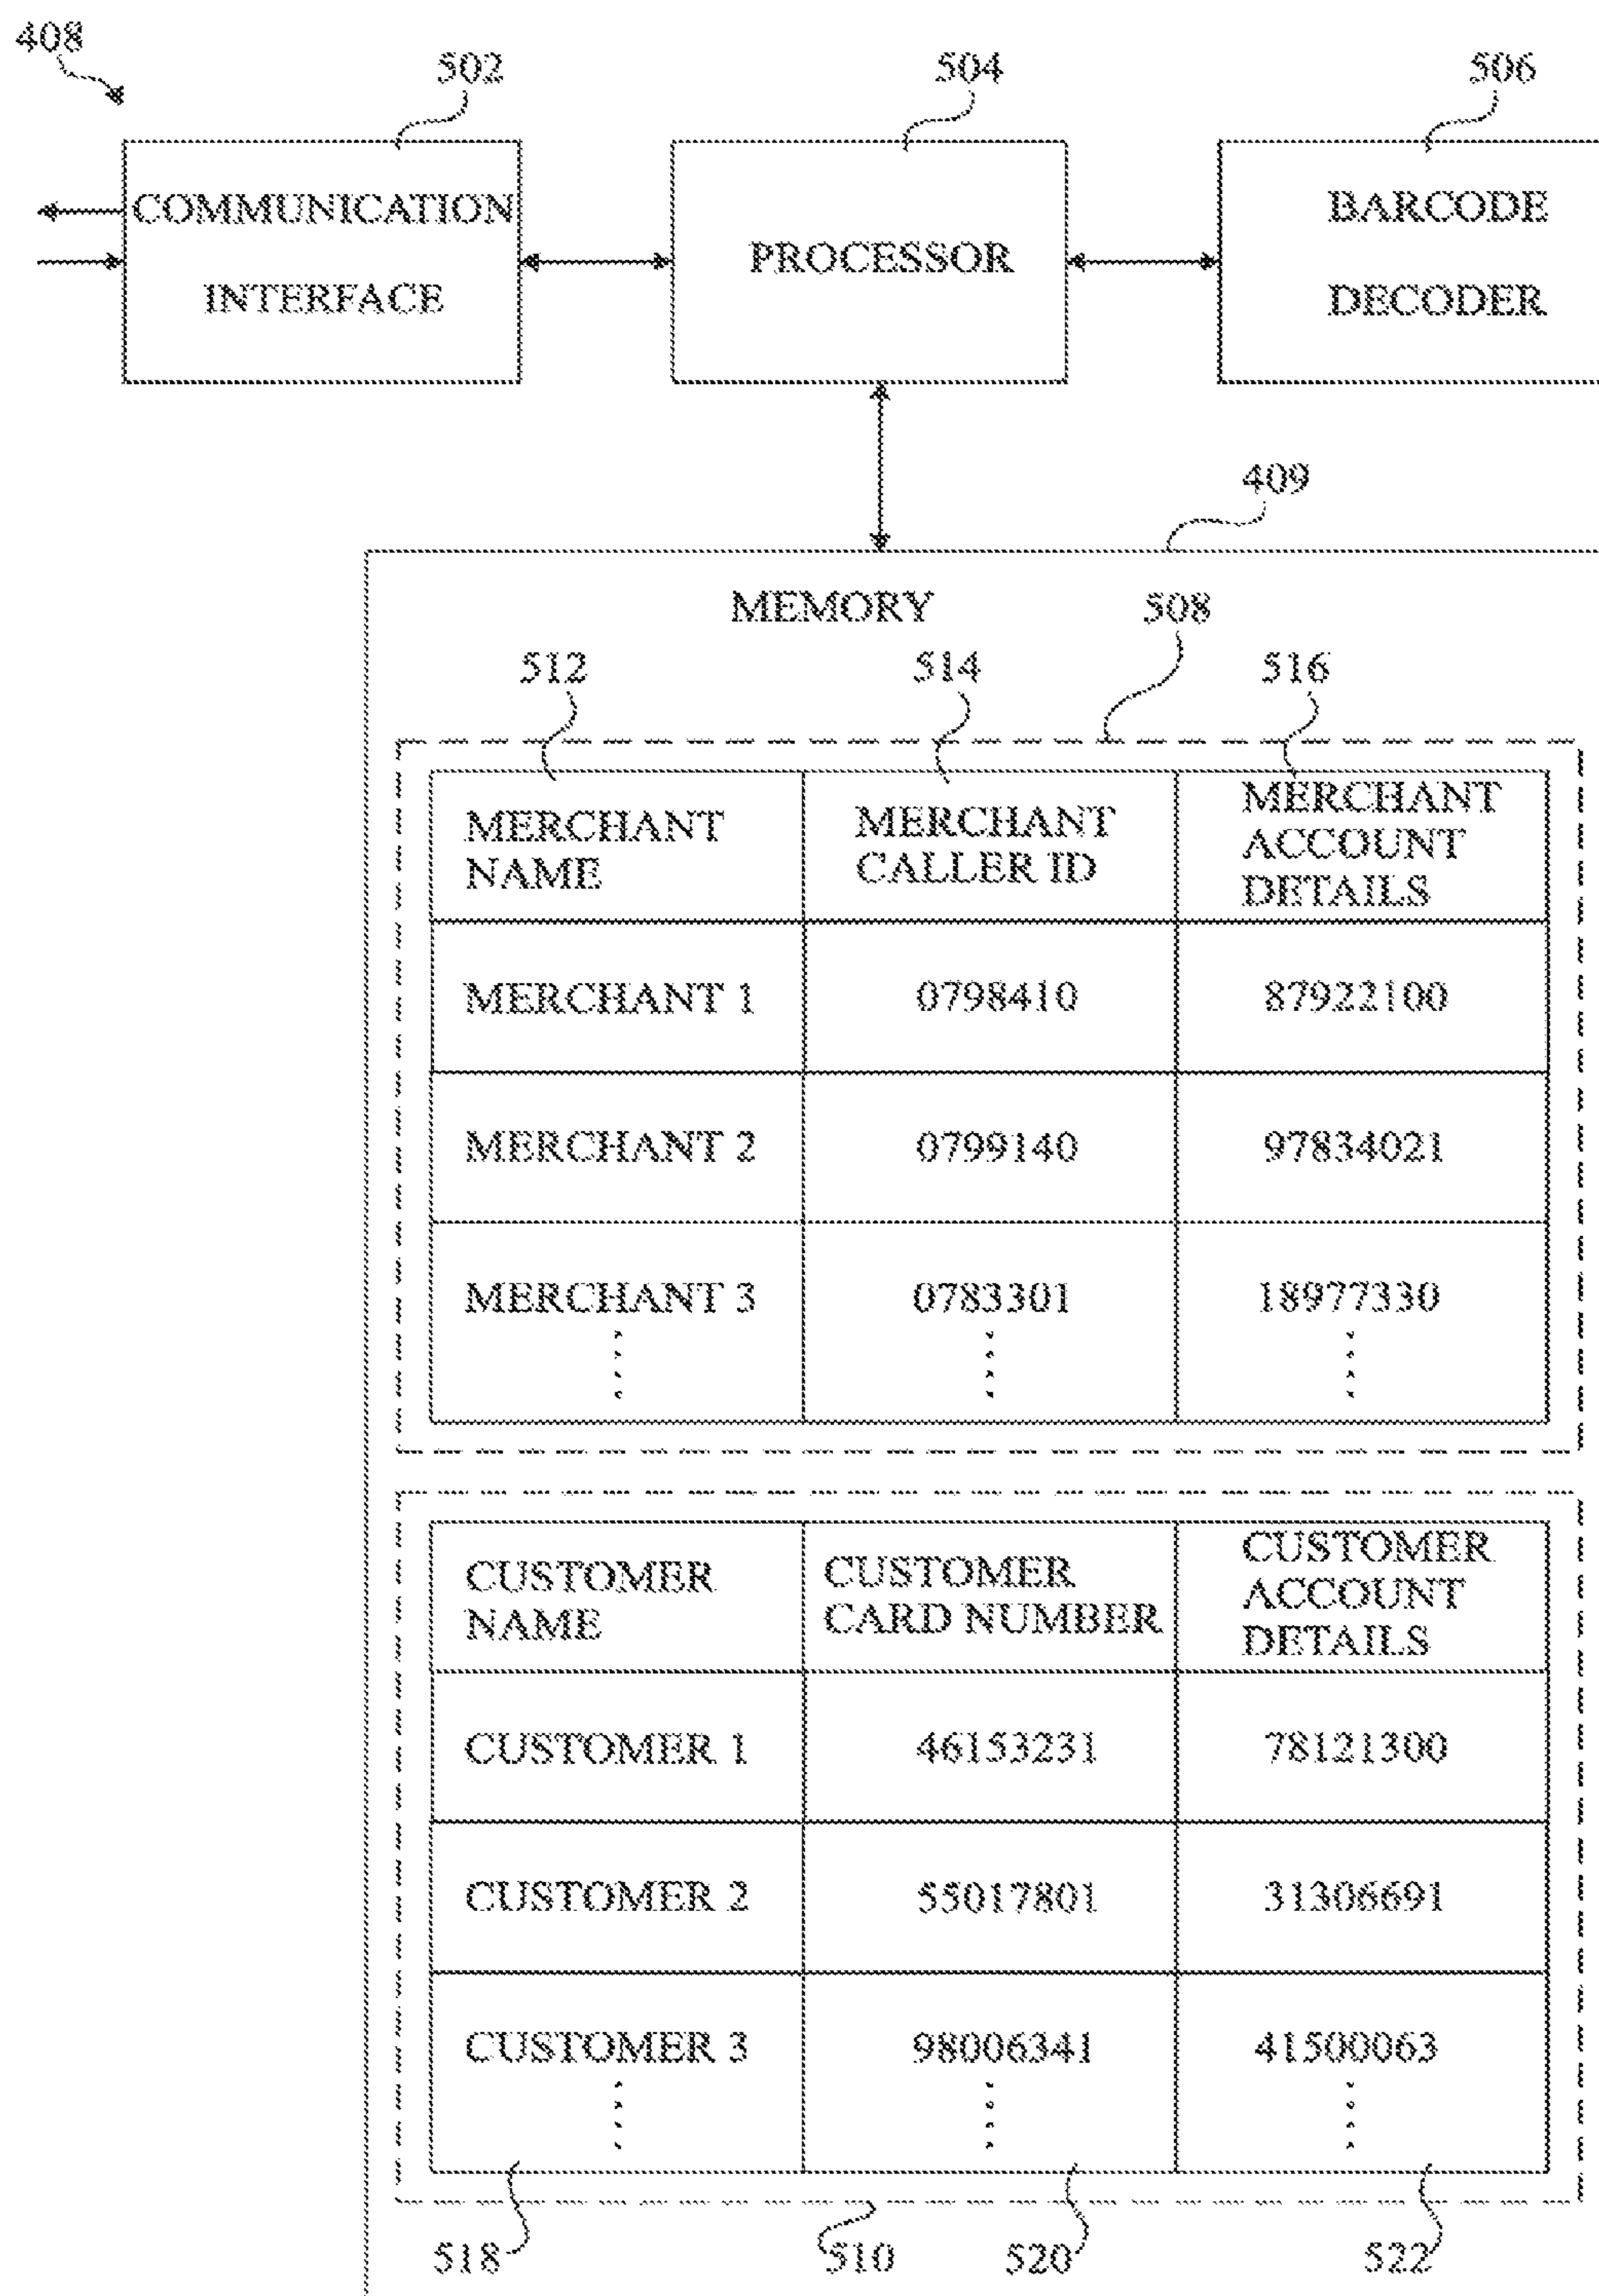 408
502
504
506
COMMUNICATION
INTERFACE
PROCESSOR
BARCODE
DECODER
409
MEMORY
508
512
514
516
MERCHANT
NAME
MERCHANT
CALLER ID
MERCHANT
ACCOUNT
DETAILS
MERCHANT 1
0798410
87922100
MERCHANT 2
0799140
97834021
MERCHANT 3
0783301
18977330
CUSTOMER
NAME
CUSTOMER
CARD NUMBER
CUSTOMER
ACCOUNT
DETAILS
CUSTOMER 1
46153231
78121300
CUSTOMER 2
55017801
31306691
CUSTOMER 3
98006341
41500063
518
510
520
522